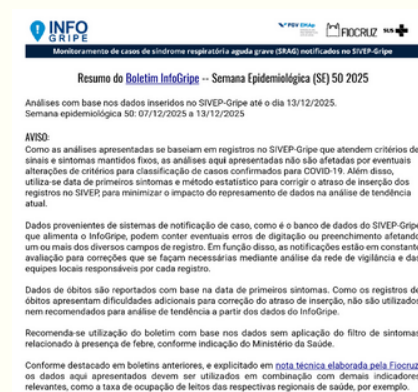 INFO
GRIPE
FGV EMAp
FIOCRUZ
SUS
Monitoramento de casos de síndrome respiratória aguda grave (SRAG) notificados no SIVEP-Gripe
Resumo do Boletim InfoGripe -- Semana Epidemiológica (SE) 50 2025
Análises com base nos dados inseridos no SIVEP-Gripe até o dia 13/12/2025.
Semana epidemiológica 50: 07/12/2025 a 13/12/2025
AVISO:
Como as análises apresentadas se baseiam em registros no SIVEP-Gripe que atendem critérios de
sinais e sintomas mantidos fixos, as análises aqui apresentadas não são afetadas por eventuais
alterações de critérios para classificação de casos confirmados para COVID-19. Além disso,
utiliza-se data de primeiros sintomas e método estatístico para corrigir o atraso de inserção dos
registros no SIVEP, para minimizar o impacto do represamento de dados na análise de tendência
atual.
Dados provenientes de sistemas de notificação de caso, como é o banco de dados do SIVEP-Gripe
que alimenta o InfoGripe, podem conter eventuais erros de digitação ou preenchimento afetando
um ou mais dos diversos campos de registro. Em função disso, as notificações estão em constante
avaliação para correções que se façam necessárias mediante análise da rede de vigilância e das
equipes locais responsáveis por cada registro.
Dados de óbitos são reportados com base na data de primeiros sintomas. Como os registros de
óbitos apresentam dificuldades adicionais para correção do atraso de inserção, não são utilizados
nem recomendados para análise de tendência a partir dos dados do InfoGripe.
Recomenda-se utilização do boletim com base nos dados sem aplicação do filtro de sintomas
relacionado à presença de febre, conforme indicação do Ministério da Saúde.
Conforme destacado em boletins anteriores, e explicitado em nota técnica elaborada pela Fiocruz
os dados aqui apresentados devem ser utilizados em combinação com demais indicadores
relevantes, como a taxa de ocupação de leitos das respectivas regionais de saúde, por exemplo.